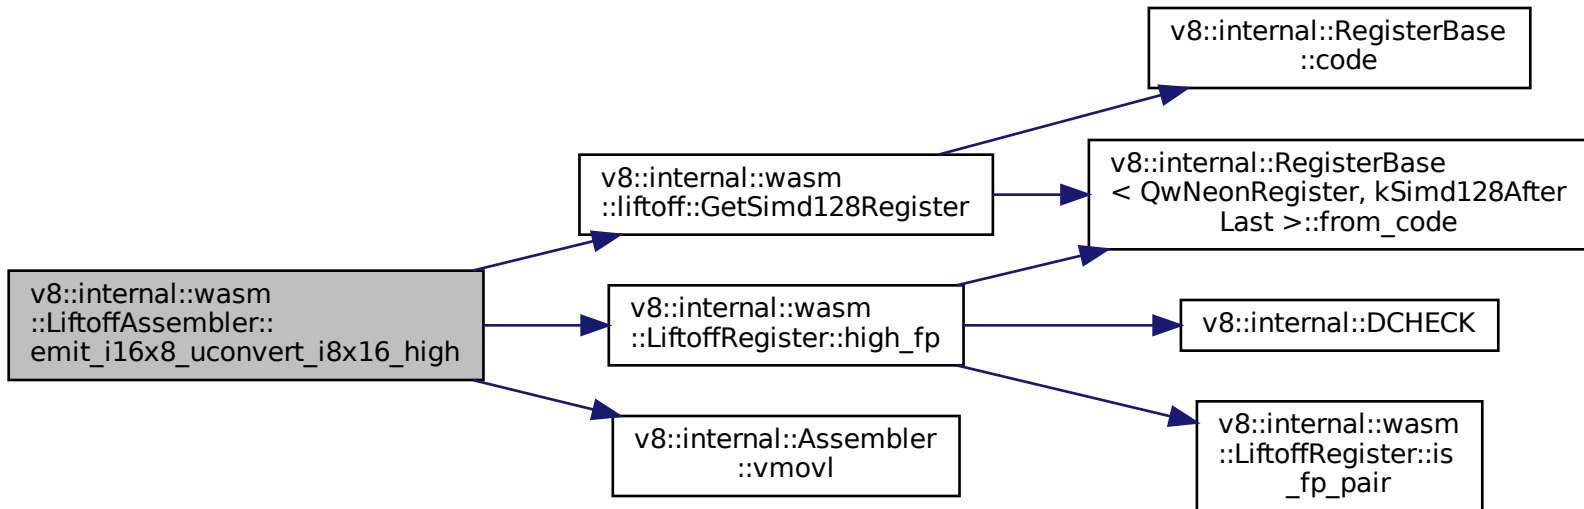 v8::internal::RegisterBase
::code
v8::internal::RegisterBase
< QwNeonRegister, kSimd128After
Last >::from_code
v8::internal::wasm
::liftoff::GetSimd128Register
v8::internal::wasm
::LiftoffAssembler::
emit_i16x8_uconvert_i8x16_high
v8::internal::wasm
::LiftoffRegister::high_fp
v8::internal::DCHECK
v8::internal::Assembler
::vmovl
v8::internal::wasm
::LiftoffRegister::is
_fp_pair